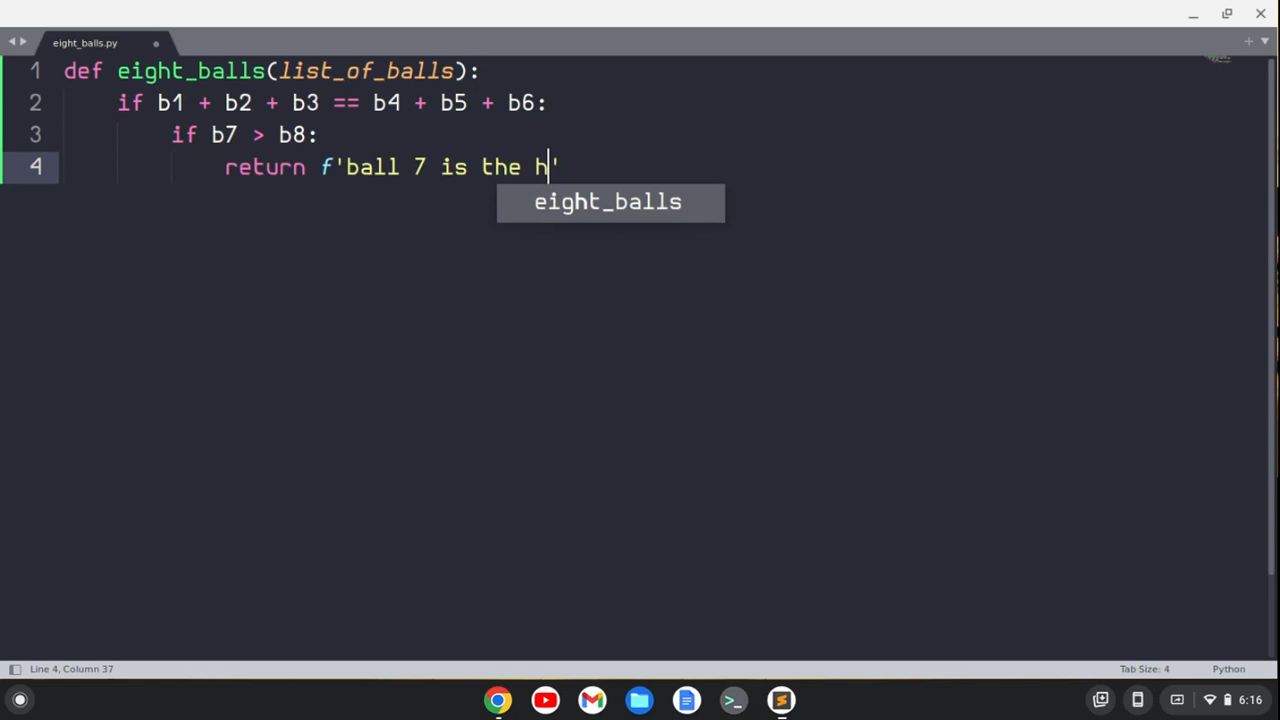 eight_balls.py
1 def eight_balls(list_of_balls):
2 if b1 + b2 + b3 == b4 + b5 + b6:
3 if b7 > b8:
4 return f'ball 7 is the h'
eight_balls
Line 4, Column 37
Tab Size: 4
Python
6:16